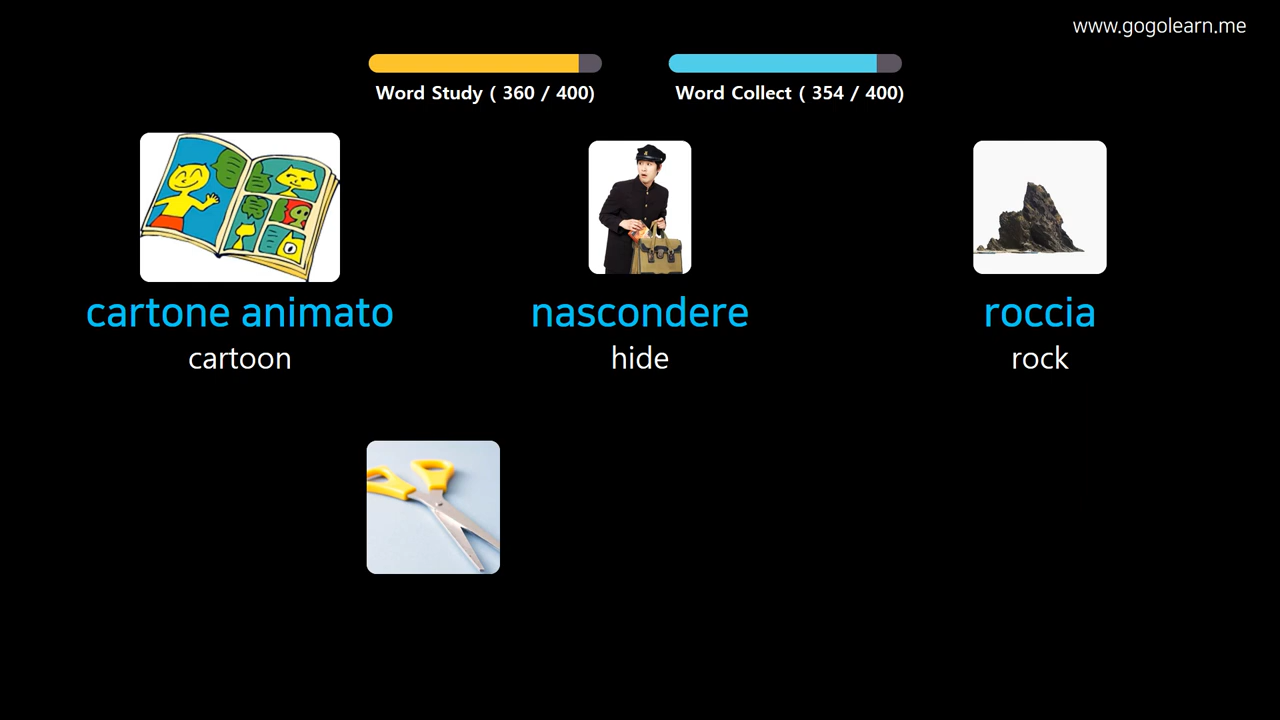 www.gogolearn.me
Word Study ( 360 / 400)
Word Collect ( 354 / 400)
cartone animato
cartoon
nascondere
hide
roccia
rock